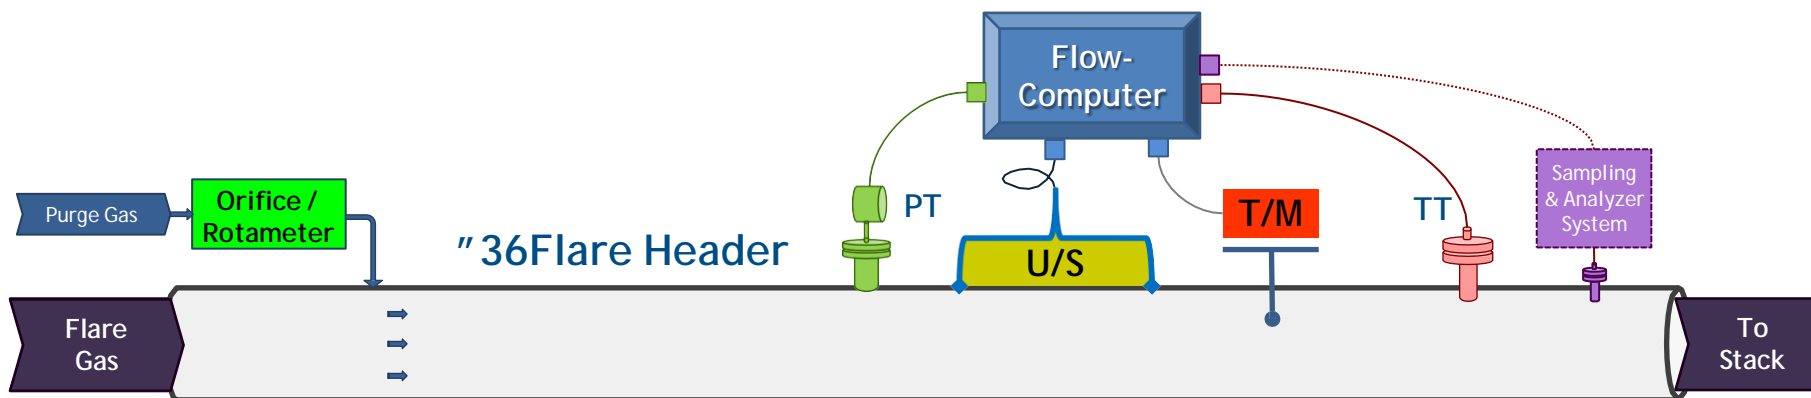 Flow-
Computer
Purge Gas
Orifice /
Rotameter
"36Flare Header
PT
U/S
T/M
TT
Sampling
& Analyzer
System
Flare
Gas
To
Stack